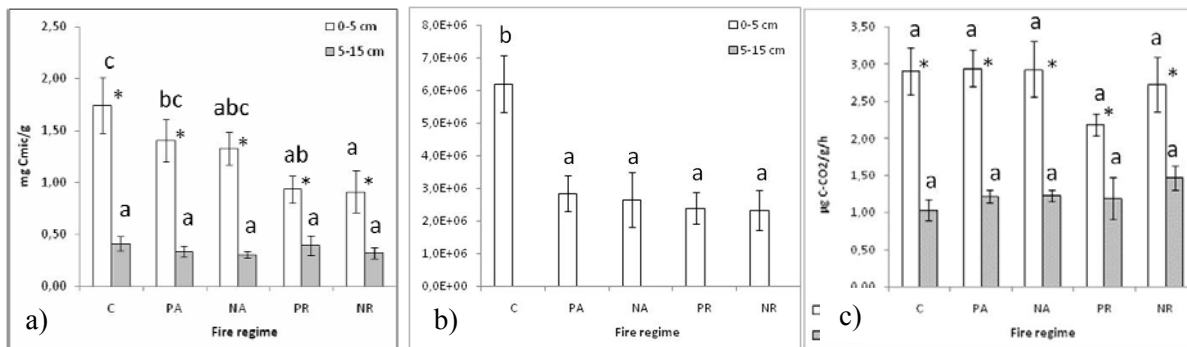 2,50
2,00
1,50
1,00
0,50
0,00
mg Cmic/g
0-5 cm
5-15 cm
c
*
bc
*
abc
*
ab
*
a
*
a
a
a
a
a
C PA NA PR NR
Fire regime
a)
8,0E+06
7,0E+06
6,0E+06
5,0E+06
4,0E+06
3,0E+06
2,0E+06
1,0E+06
0,0E+00
0-5 cm
b
a
a
a
a
C PA NA PR NR
Fire regime
b)
3,50
3,00
2,50
2,00
1,50
1,00
0,50
0,00
µg C-CO2/g/h
0-5 cm
5-15 cm
a
*
a
*
a
*
a
*
a
*
a
a
a
a
a
C PA NA PR NR
Fire regime
c)